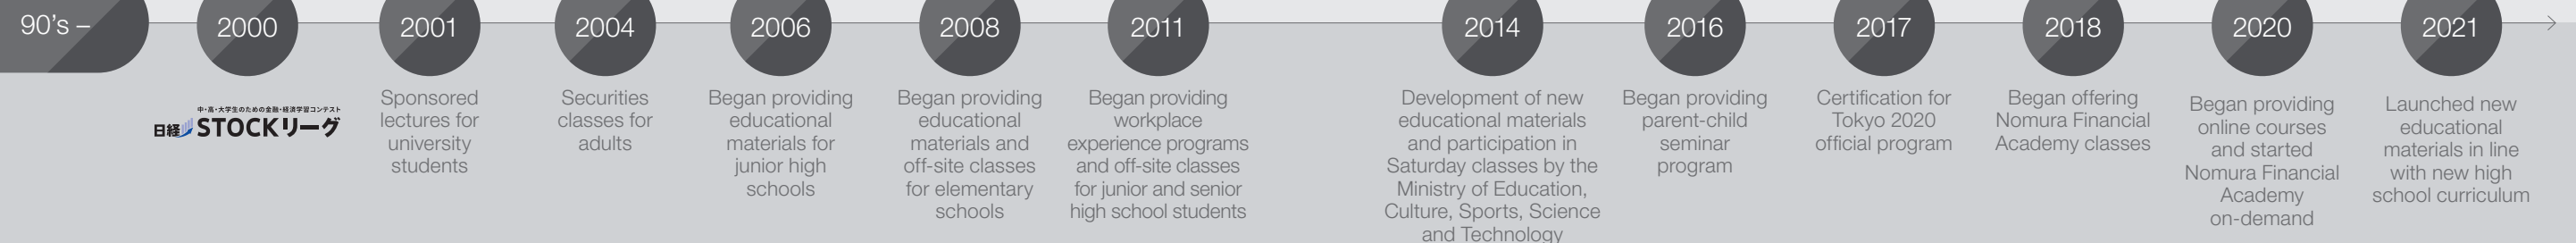 90's –
2000
中・高・大学生のための金融・経済学習コンテスト
日経 STOCKリーグ
2001
Sponsored
lectures for
university
students
2004
Securities
classes for
adults
2006
Began providing
educational
materials for
junior high
schools
2008
Began providing
educational
materials and
off-site classes
for elementary
schools
2011
Began providing
workplace
experience programs
and off-site classes
for junior and senior
high school students
2014
Development of new
educational materials
and participation in
Saturday classes by the
Ministry of Education,
Culture, Sports, Science
and Technology
2016
Began providing
parent-child
seminar
program
2017
Certification for
Tokyo 2020
official program
2018
Began offering
Nomura Financial
Academy classes
2020
Began providing
online courses
and started
Nomura Financial
Academy
on-demand
2021
Launched new
educational
materials in line
with new high
school curriculum